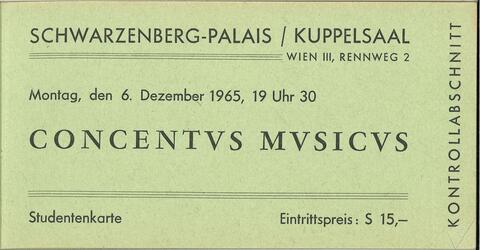 SCHWARZENBERG-PALAIS / KUPPELSAAL
WIEN III, RENNWEG 2
Montag, den 6. Dezember 1965, 19 Uhr 30
CONCENTVS MVSICVS
Studentenkarte
Eintrittspreis: S 15,–
KONTROLLABSCHNITT